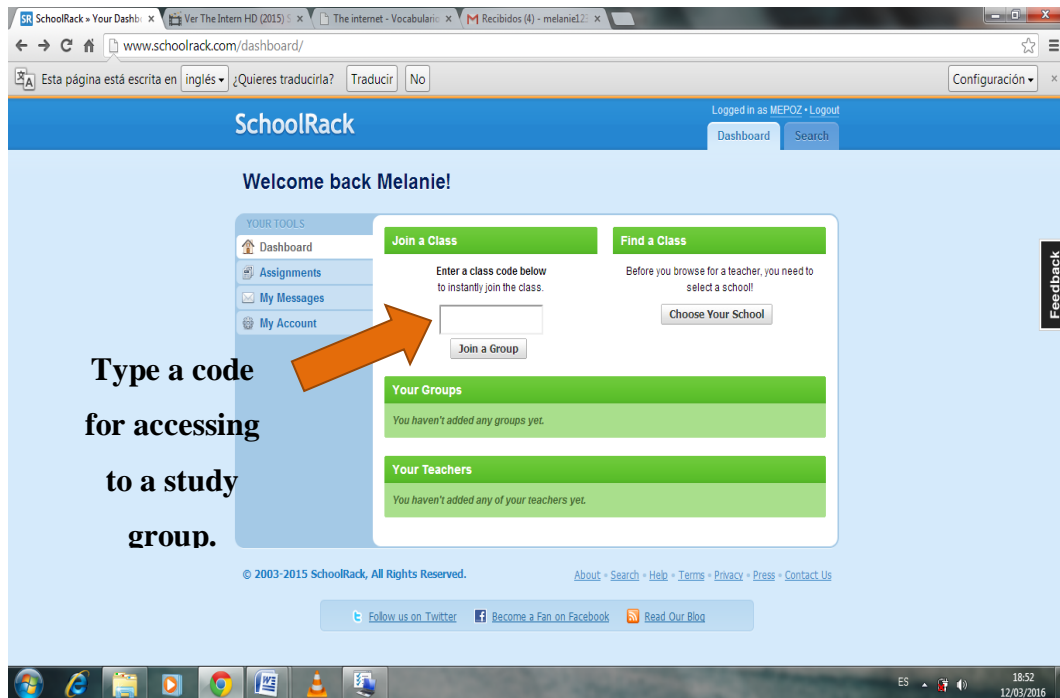 SR SchoolRack » Your Dashb
Ver The Intern HD (2015) S
The internet - Vocabulario
Recibidos (4) - melanie12
www.schoolrack.com/dashboard/
Esta página está escrita en inglés ¿Quieres traducirla? Traducir No Configuración
SchoolRack
Logged in as MEPOZ • Logout
Dashboard Search
Welcome back Melanie!
YOUR TOOLS
Dashboard
Assignments
My Messages
My Account
Join a Class
Enter a class code below
to instantly join the class.
Join a Group
Find a Class
Before you browse for a teacher, you need to
select a school!
Choose Your School
Feedback
Type a code
for accessing
to a study
group.
Your Groups
You haven't added any groups yet.
Your Teachers
You haven't added any of your teachers yet.
© 2003-2015 SchoolRack, All Rights Reserved.
About • Search • Help • Terms • Privacy • Press • Contact Us
Follow us on Twitter Become a Fan on Facebook Read Our Blog
ES
18:52
12/03/2016